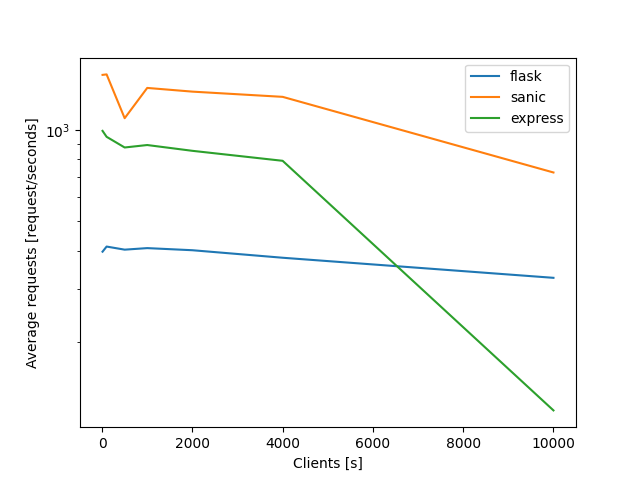 flask
sanic
express
10³
Average requests [request/seconds]
0
2000
4000
6000
8000
10000
Clients [s]